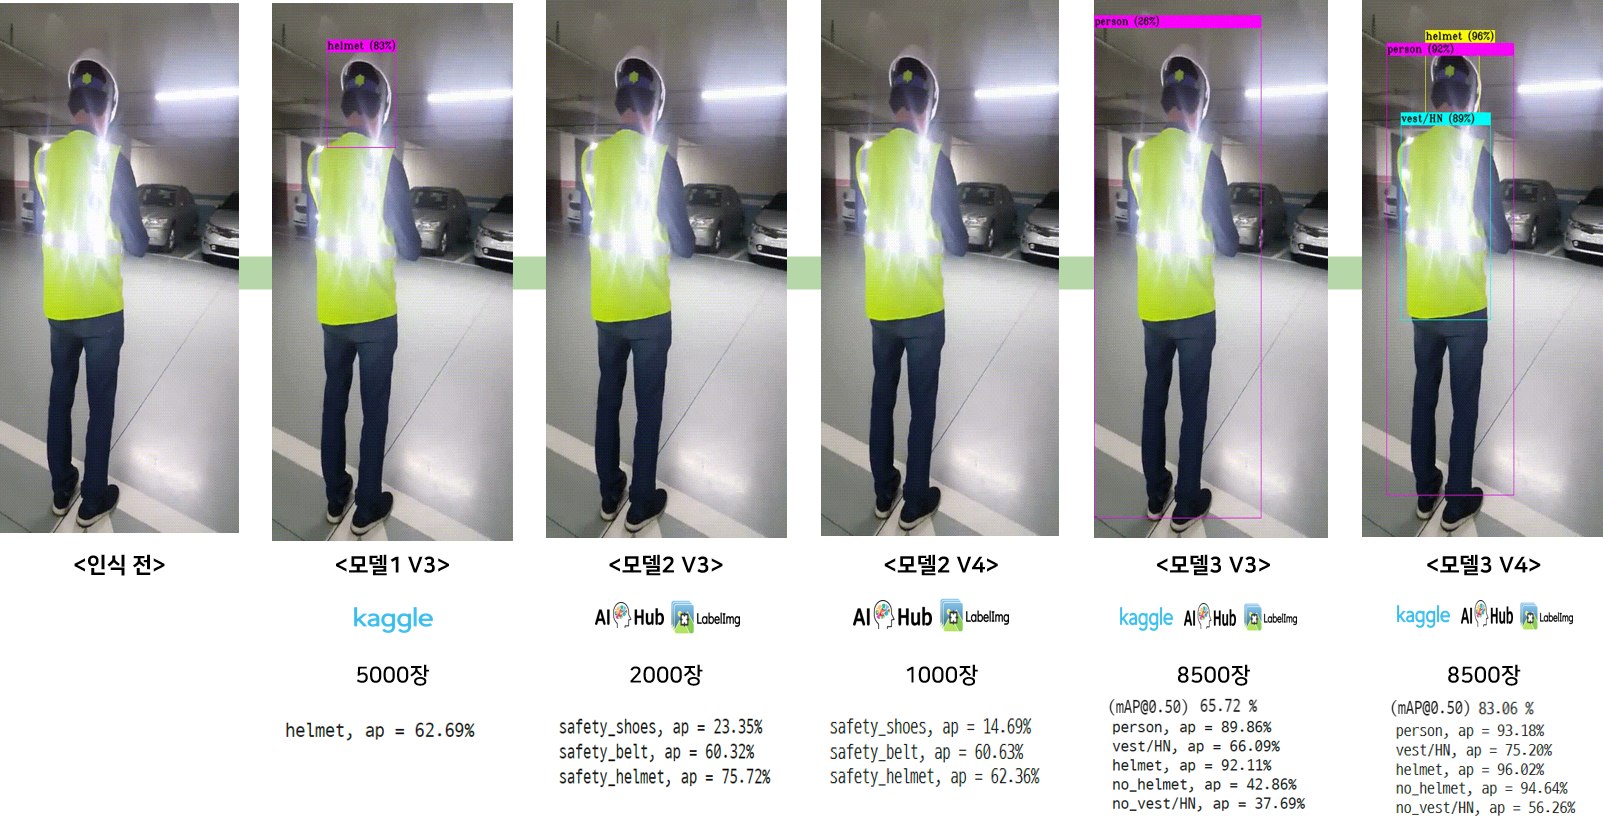 helmet (83%)
person (26%)
helmet (96%)
person (92%)
vest/HN (89%)
<인식 전>
<모델1 V3>
kaggle
5000장
helmet, ap = 62.69%
<모델2 V3>
AI Hub LabelImg
2000장
safety_shoes, ap = 23.35%
safety_belt, ap = 60.32%
safety_helmet, ap = 75.72%
<모델2 V4>
AI Hub LabelImg
1000장
safety_shoes, ap = 14.69%
safety_belt, ap = 60.63%
safety_helmet, ap = 62.36%
<모델3 V3>
kaggle AI Hub LabelImg
8500장
(mAP@0.50) 65.72 %
person, ap = 89.86%
vest/HN, ap = 66.09%
helmet, ap = 92.11%
no_helmet, ap = 42.86%
no_vest/HN, ap = 37.69%
<모델3 V4>
kaggle AI Hub LabelImg
8500장
(mAP@0.50) 83.06 %
person, ap = 93.18%
vest/HN, ap = 75.20%
helmet, ap = 96.02%
no_helmet, ap = 94.64%
no_vest/HN, ap = 56.26%